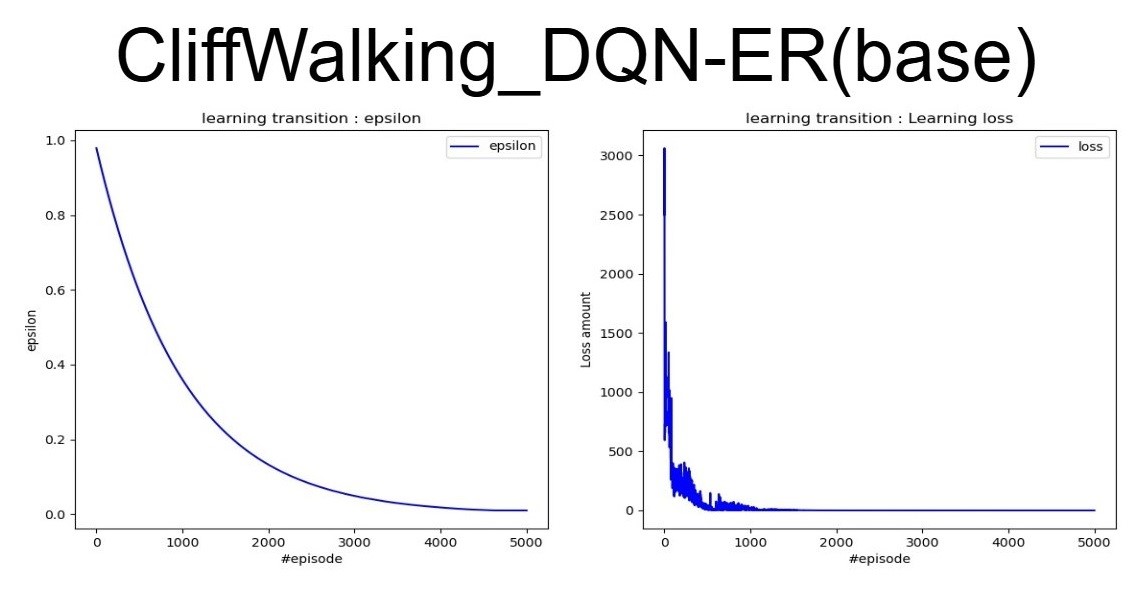 CliffWalking_DQN-ER(base)
learning transition : epsilon
epsilon
1.0
0.8
0.6
0.4
0.2
0.0
epsilon
0 1000 2000 3000 4000 5000
#episode
learning transition : Learning loss
loss
3000
2500
2000
1500
1000
500
0
Loss amount
0 1000 2000 3000 4000 5000
#episode